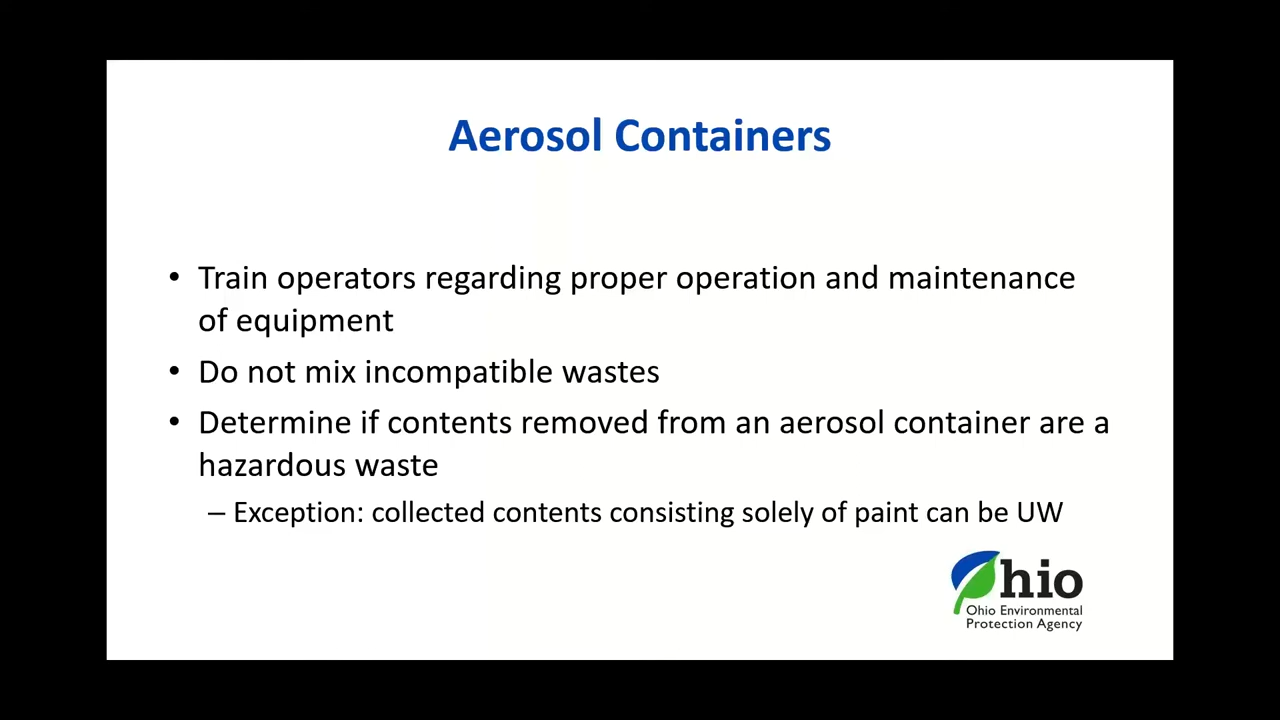 Aerosol Containers
• Train operators regarding proper operation and maintenance
of equipment
• Do not mix incompatible wastes
• Determine if contents removed from an aerosol container are a
hazardous waste
– Exception: collected contents consisting solely of paint can be UW
Ohio
Ohio Environmental
Protection Agency